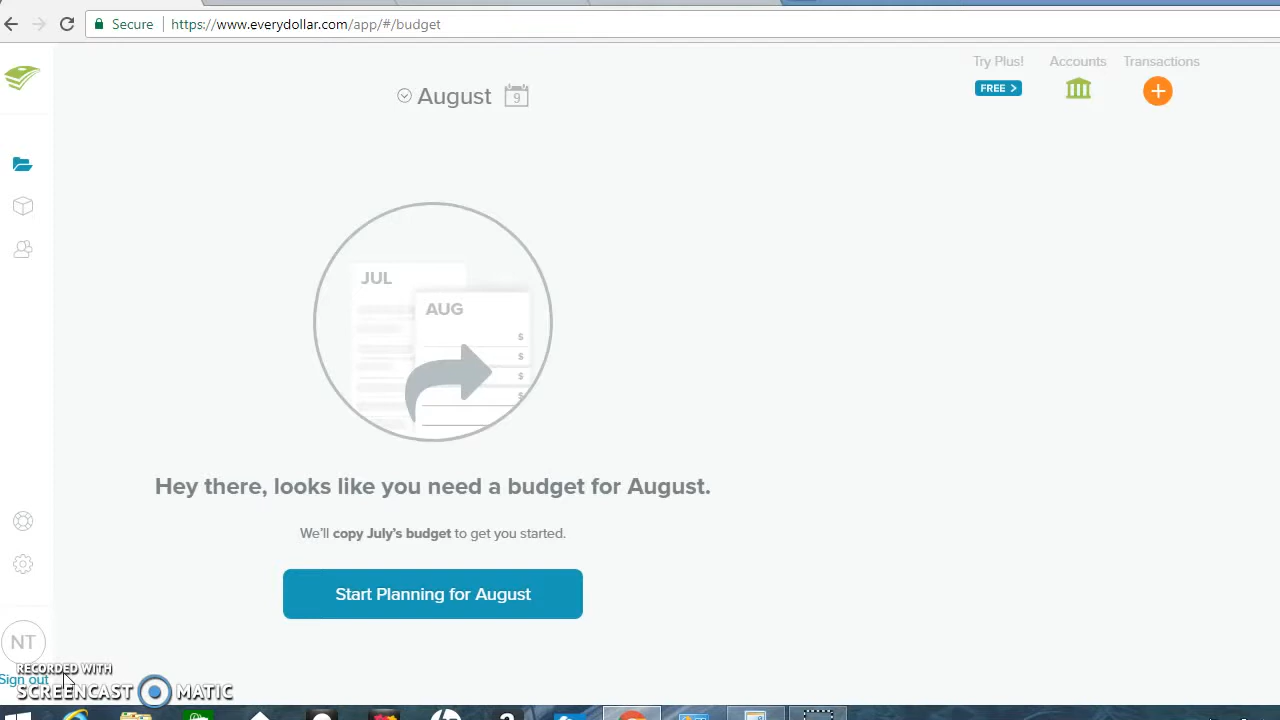 Secure https://www.everydollar.com/app/#/budget
August 9
Try Plus! Accounts Transactions
FREE >
JUL
AUG
$
$
$
$
Hey there, looks like you need a budget for August.
We'll copy July's budget to get you started.
Start Planning for August
NT
Sign out
RECORDED WITH
SCREENCAST MATIC